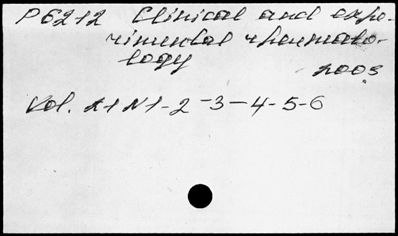 P6212 Clinical and expe-
rimental rheumato-
logy
2003
Vol. 21 N1-2-3-4-5-6